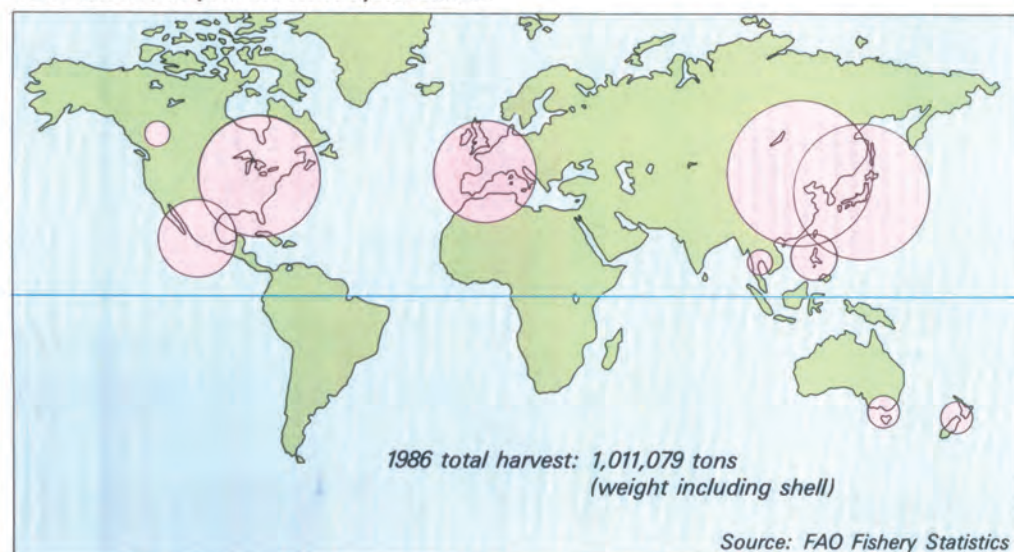 1986 total harvest: 1,011,079 tons
(weight including shell)
Source: FAO Fishery Statistics